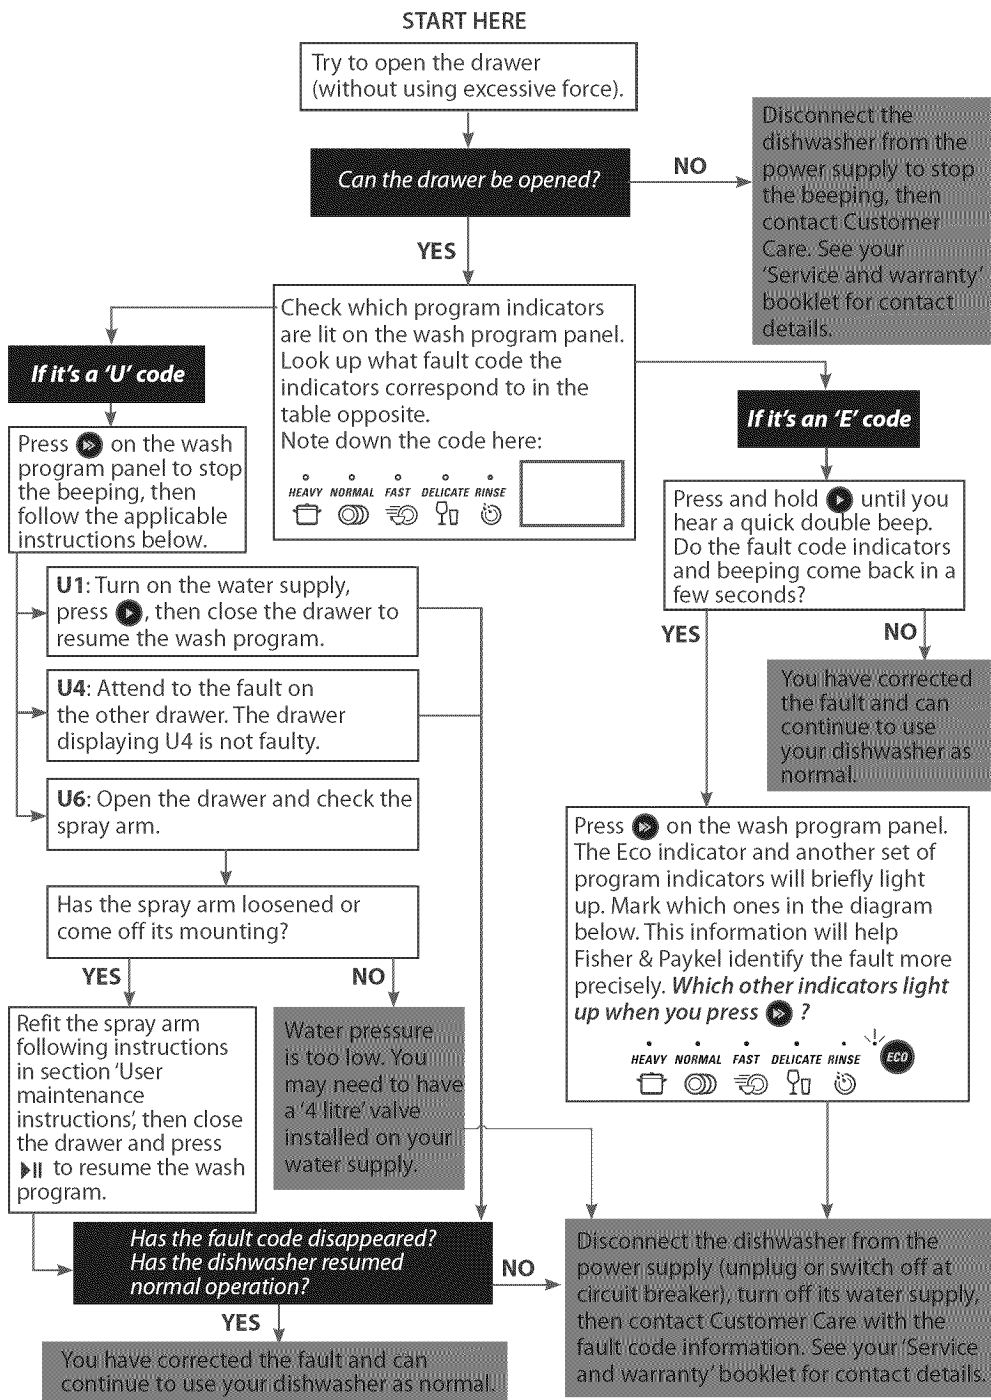 START HERE
Try to open the drawer
(without using excessive force).
Can the drawer be opened?
NO
Disconnect the
dishwasher from the
power supply to stop
the beeping, then
contact Customer
Care. See your
‘Service and warranty’
booklet for contact
details.
YES
Check which program indicators
are lit on the wash program panel.
Look up what fault code the
indicators correspond to in the
table opposite.
Note down the code here:
HEAVY NORMAL FAST DELICATE RINSE
If it’s a ‘U’ code
Press on the wash
program panel to stop
the beeping, then
follow the applicable
instructions below.
U1: Turn on the water supply,
press , then close the drawer to
resume the wash program.
U4: Attend to the fault on
the other drawer. The drawer
displaying U4 is not faulty.
U6: Open the drawer and check the
spray arm.
Has the spray arm loosened or
come off its mounting?
YES
NO
Refit the spray arm
following instructions
in section ‘User
maintenance
instructions’, then close
the drawer and press
to resume the wash
program.
Water pressure
is too low. You
may need to have
a ‘4 litre’ valve
installed on your
water supply.
If it’s an ‘E’ code
Press and hold until you
hear a quick double beep.
Do the fault code indicators
and beeping come back in a
few seconds?
YES
NO
You have corrected
the fault and can
continue to use
your dishwasher as
normal.
Press on the wash program panel.
The Eco indicator and another set of
program indicators will briefly light
up. Mark which ones in the diagram
below. This information will help
Fisher & Paykel identify the fault more
precisely. Which other indicators light
up when you press ?
HEAVY NORMAL FAST DELICATE RINSE ECO
Has the fault code disappeared?
Has the dishwasher resumed
normal operation?
NO
Disconnect the dishwasher from the
power supply (unplug or switch off at
circuit breaker), turn off its water supply,
then contact Customer Care with the
fault code information. See your ‘Service
and warranty’ booklet for contact details.
YES
You have corrected the fault and can
continue to use your dishwasher as normal.